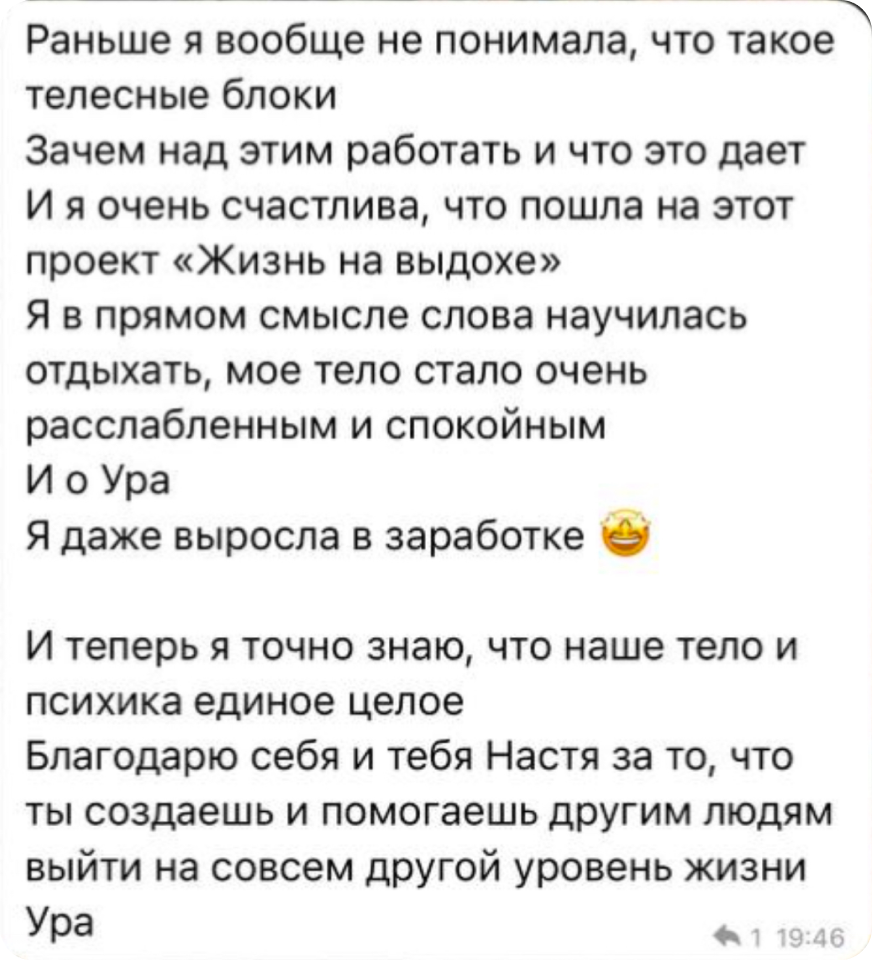 Раньше я вообще не понимала, что такое
телесные блоки
Зачем над этим работать и что это дает
И я очень счастлива, что пошла на этот
проект «Жизнь на выдохе»
Я в прямом смысле слова научилась
отдыхать, мое тело стало очень
расслабленным и спокойным
И о Ура
Я даже выросла в заработке 🤩
И теперь я точно знаю, что наше тело и
психика единое целое
Благодарю себя и тебя Настя за то, что
ты создаешь и помогаешь другим людям
выйти на совсем другой уровень жизни
Ура
1 19:46